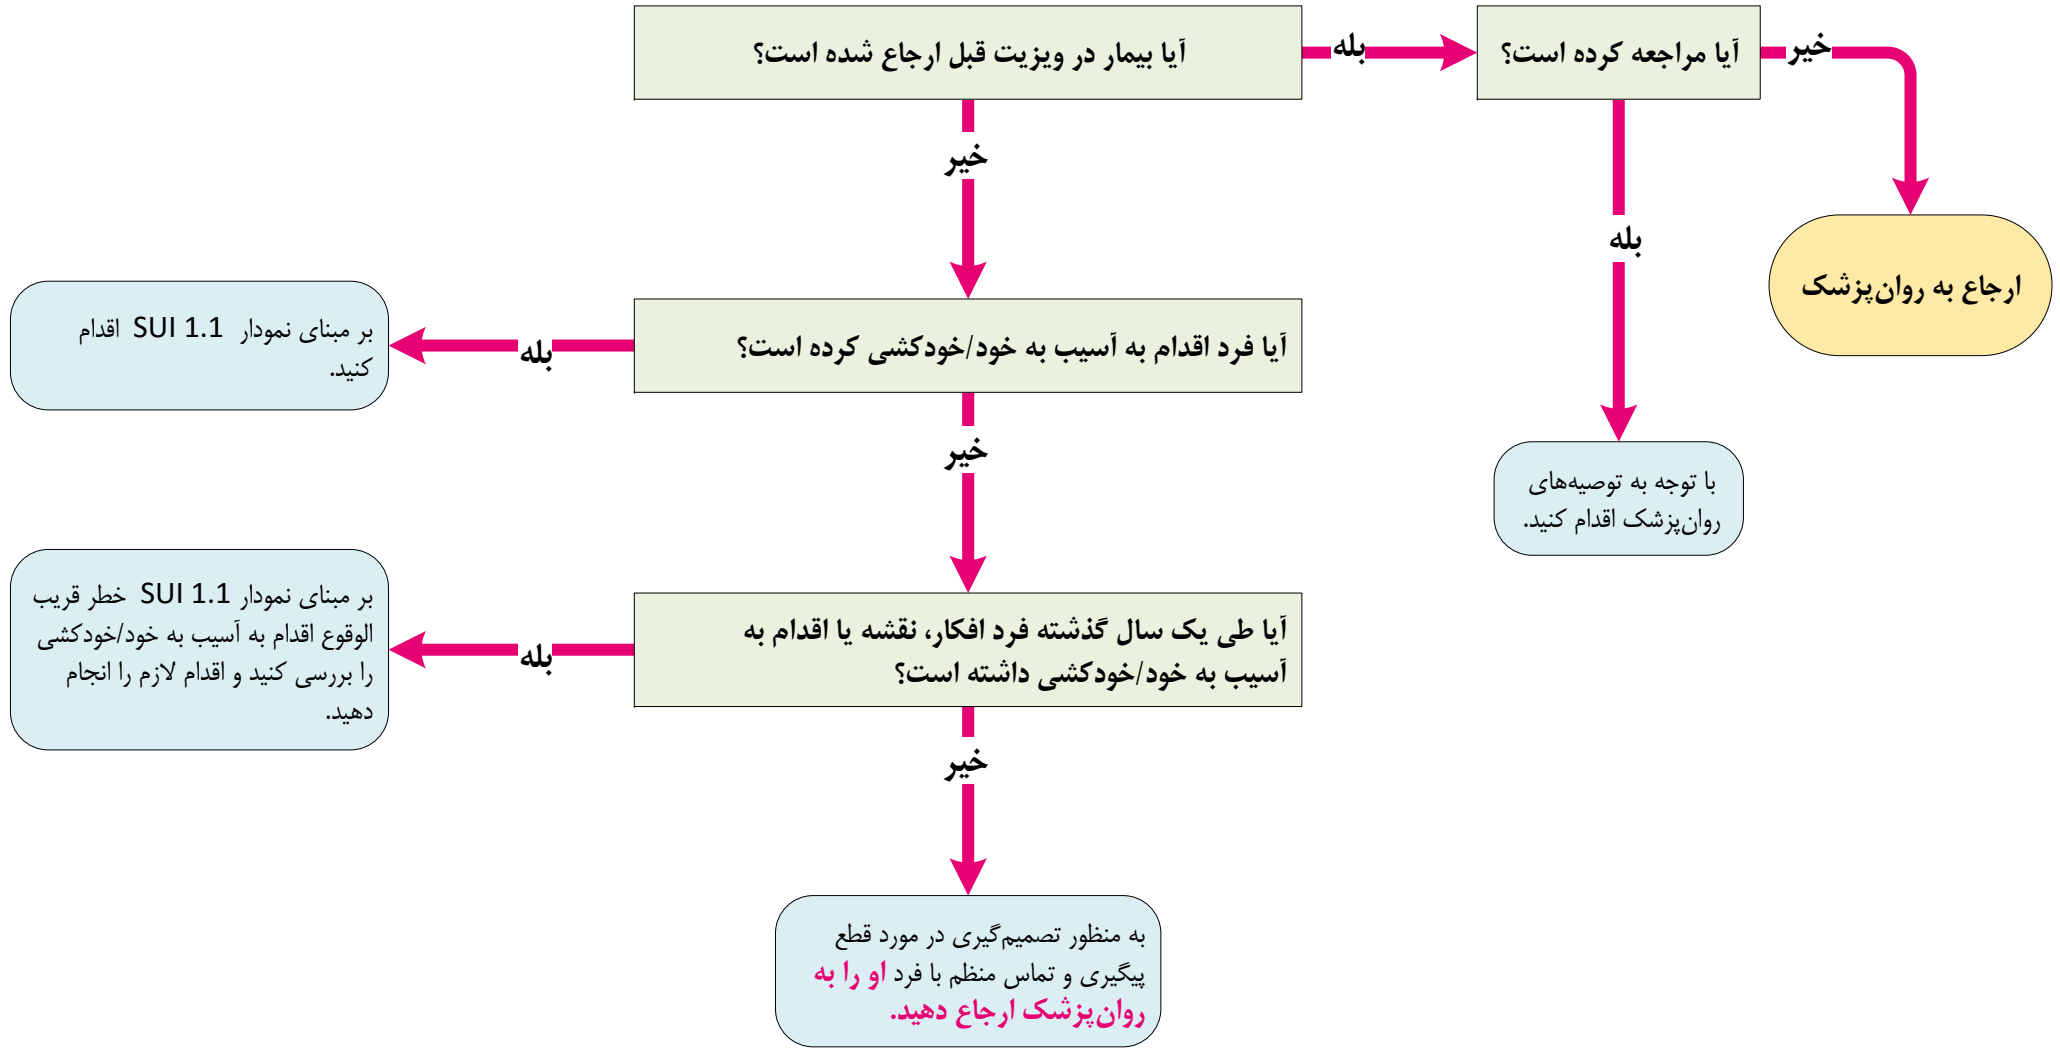 آیا بیمار در ویزیت قبل ارجاع شده است؟
بله
آیا مراجعه کرده است؟
خیر
ارجاع به روان‌پزشک
بله
با توجه به توصیه‌های
روان‌پزشک اقدام کنید.
خیر
آیا فرد اقدام به آسیب به خود/خودکشی کرده است؟
بله
بر مبنای نمودار SUI 1.1 اقدام
کنید.
خیر
آیا طی یک سال گذشته فرد افکار، نقشه یا اقدام به
آسیب به خود/خودکشی داشته است؟
بله
بر مبنای نمودار SUI 1.1 خطر قریب
الوقوع اقدام به آسیب به خود/خودکشی
را بررسی کنید و اقدام لازم را انجام
دهید.
خیر
به منظور تصمیم‌گیری در مورد قطع
پیگیری و تماس منظم با فرد او را به
روان‌پزشک ارجاع دهید.